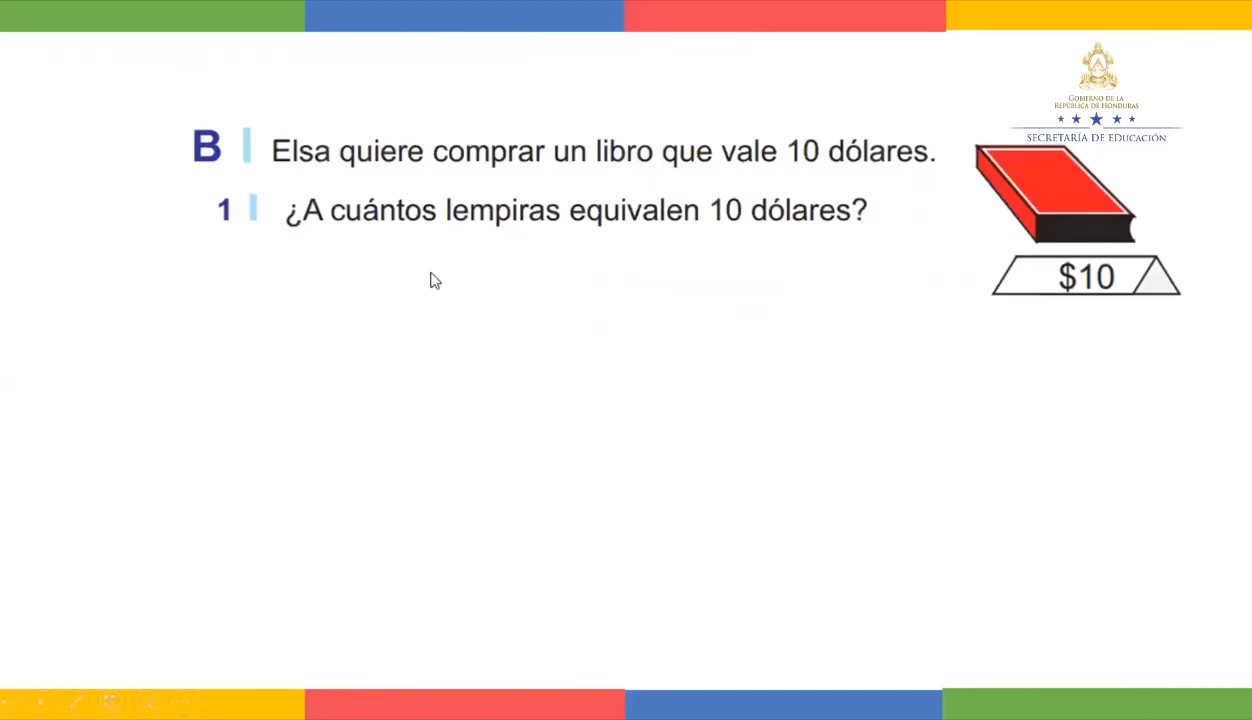 GOBIERNO DE LA
REPÚBLICA DE HONDURAS
SECRETARÍA DE EDUCACIÓN
B Elsa quiere comprar un libro que vale 10 dólares.
1 ¿A cuántos lempiras equivalen 10 dólares?
$10